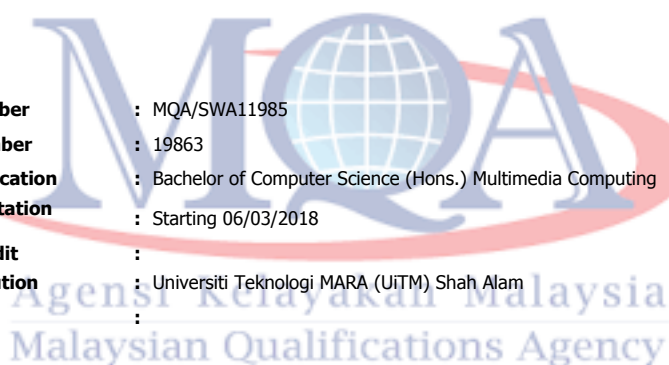 MQA
ber : MQA/SWA11985
ber : 19863
cation : Bachelor of Computer Science (Hons.) Multimedia Computing
tation : Starting 06/03/2018
dit :
tion : Universiti Teknologi MARA (UiTM) Shah Alam
Agensi Kelayakan Malaysia
:
Malaysian Qualifications Agency